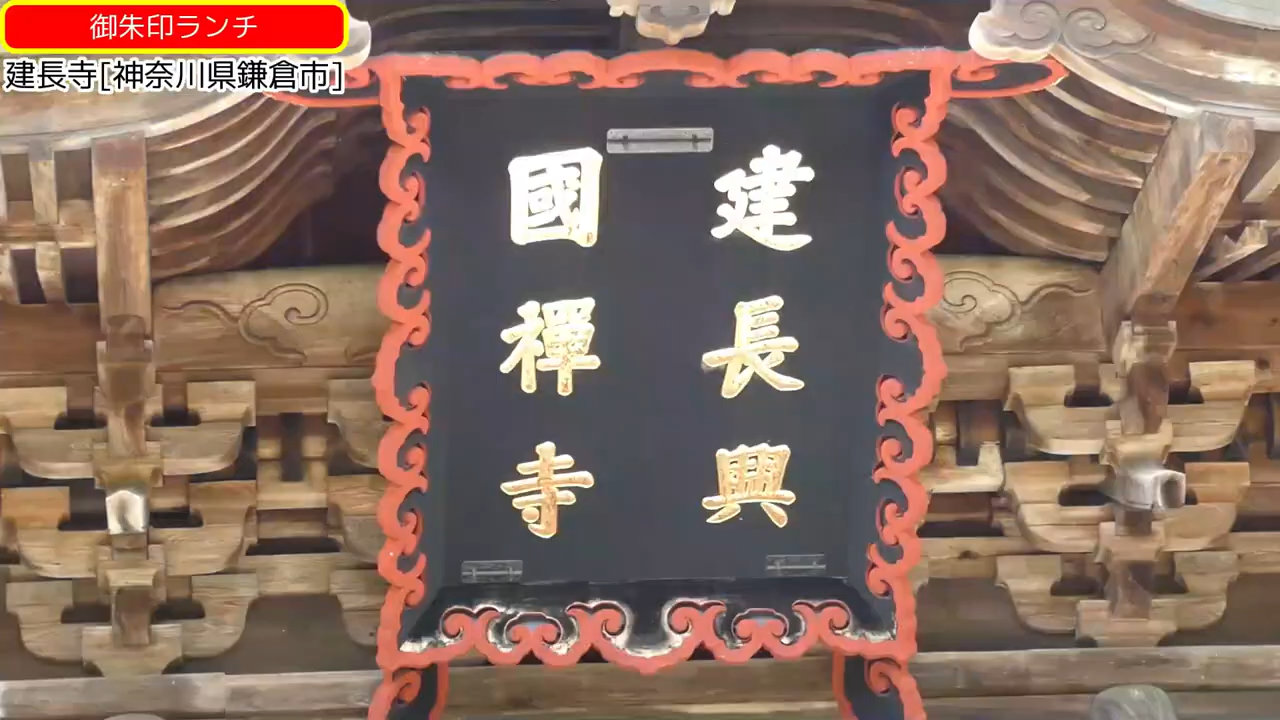 御朱印ランチ
建長寺[神奈川県鎌倉市]
建長興
國禪寺